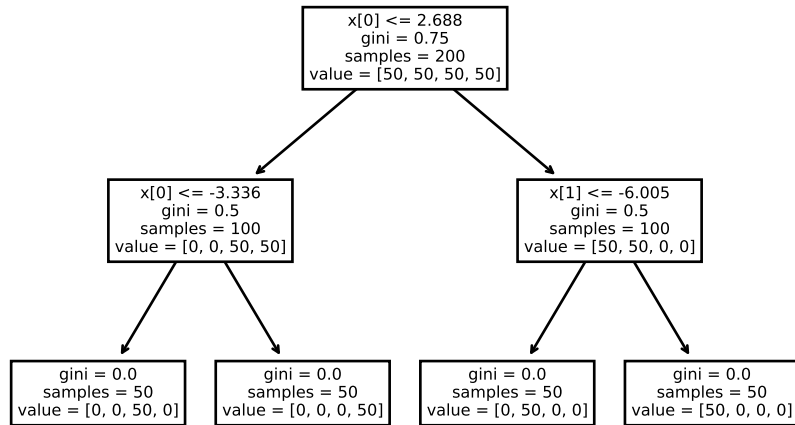 x[0] <= 2.688
gini = 0.75
samples = 200
value = [50, 50, 50, 50]
x[0] <= -3.336
gini = 0.5
samples = 100
value = [0, 0, 50, 50]
x[1] <= -6.005
gini = 0.5
samples = 100
value = [50, 50, 0, 0]
gini = 0.0
samples = 50
value = [0, 0, 50, 0]
gini = 0.0
samples = 50
value = [0, 0, 0, 50]
gini = 0.0
samples = 50
value = [0, 50, 0, 0]
gini = 0.0
samples = 50
value = [50, 0, 0, 0]